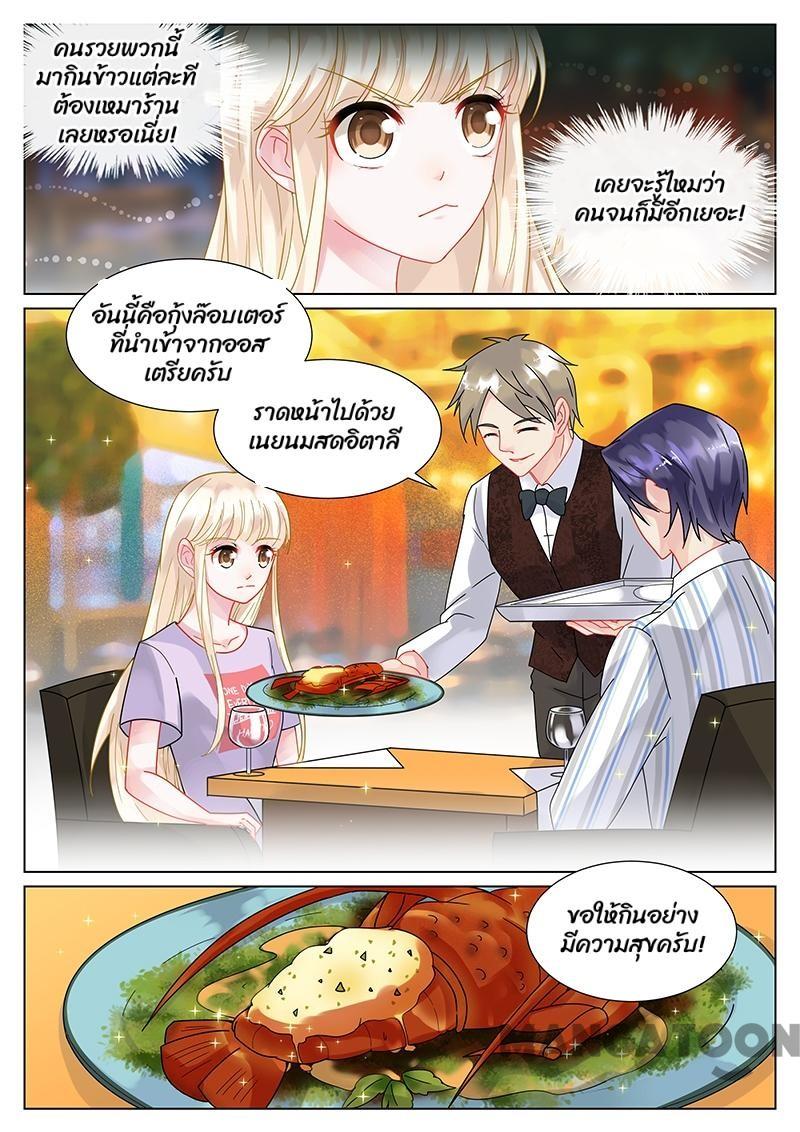 คนรวยพวกนี้
มากินข้าวแต่ละที
ต้องเหมาร้าน
เลยหรอเนี่ย!
เคยจะรู้ไหมว่า
คนจนก็มีอีกเยอะ!
อันนี้คือกุ้งล๊อบเตอร์
ที่นำเข้าจากออส
เตรียครับ
ราดหน้าไปด้วย
เนยนมสดอิตาลี
ONE D
EVER
ขอให้กินอย่าง
มีความสุขครับ!
MANGATOON